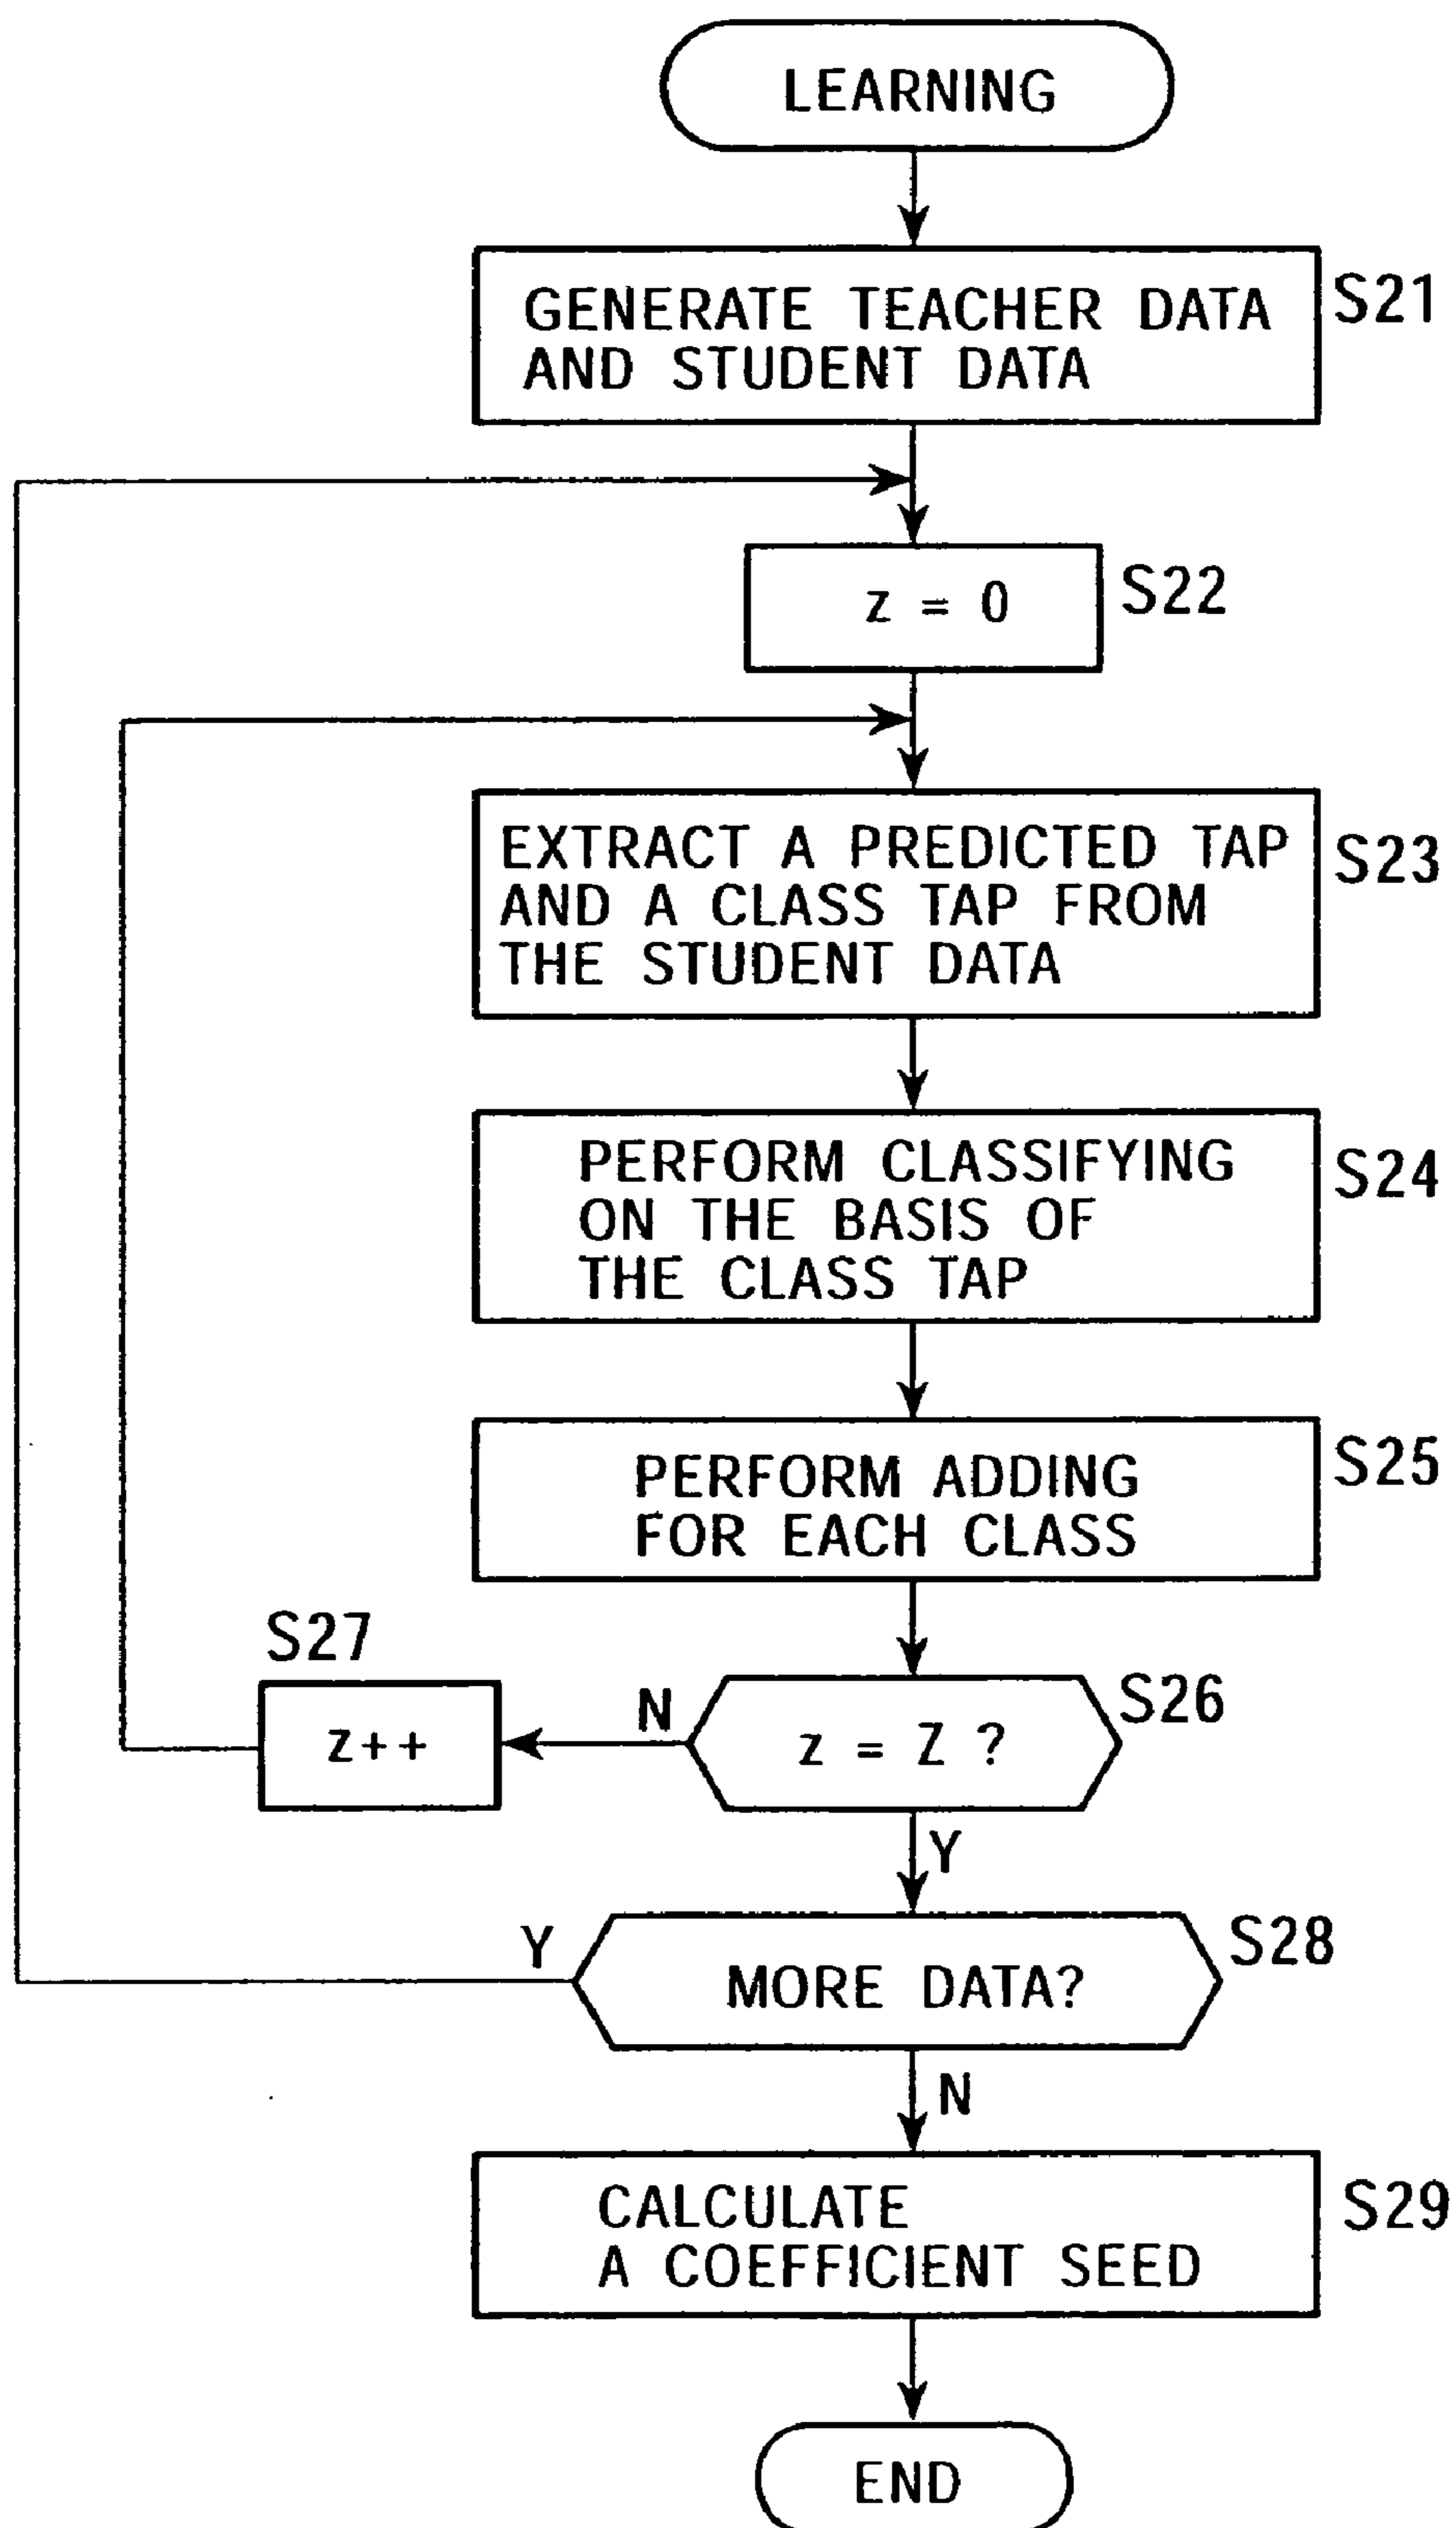 LEARNING
GENERATE TEACHER DATA
AND STUDENT DATA
S21
z = 0
S22
EXTRACT A PREDICTED TAP
AND A CLASS TAP FROM
THE STUDENT DATA
S23
PERFORM CLASSIFYING
ON THE BASIS OF
THE CLASS TAP
S24
PERFORM ADDING
FOR EACH CLASS
S25
S27
z++
N
z = Z ?
S26
Y
Y
MORE DATA?
S28
N
CALCULATE
A COEFFICIENT SEED
S29
END